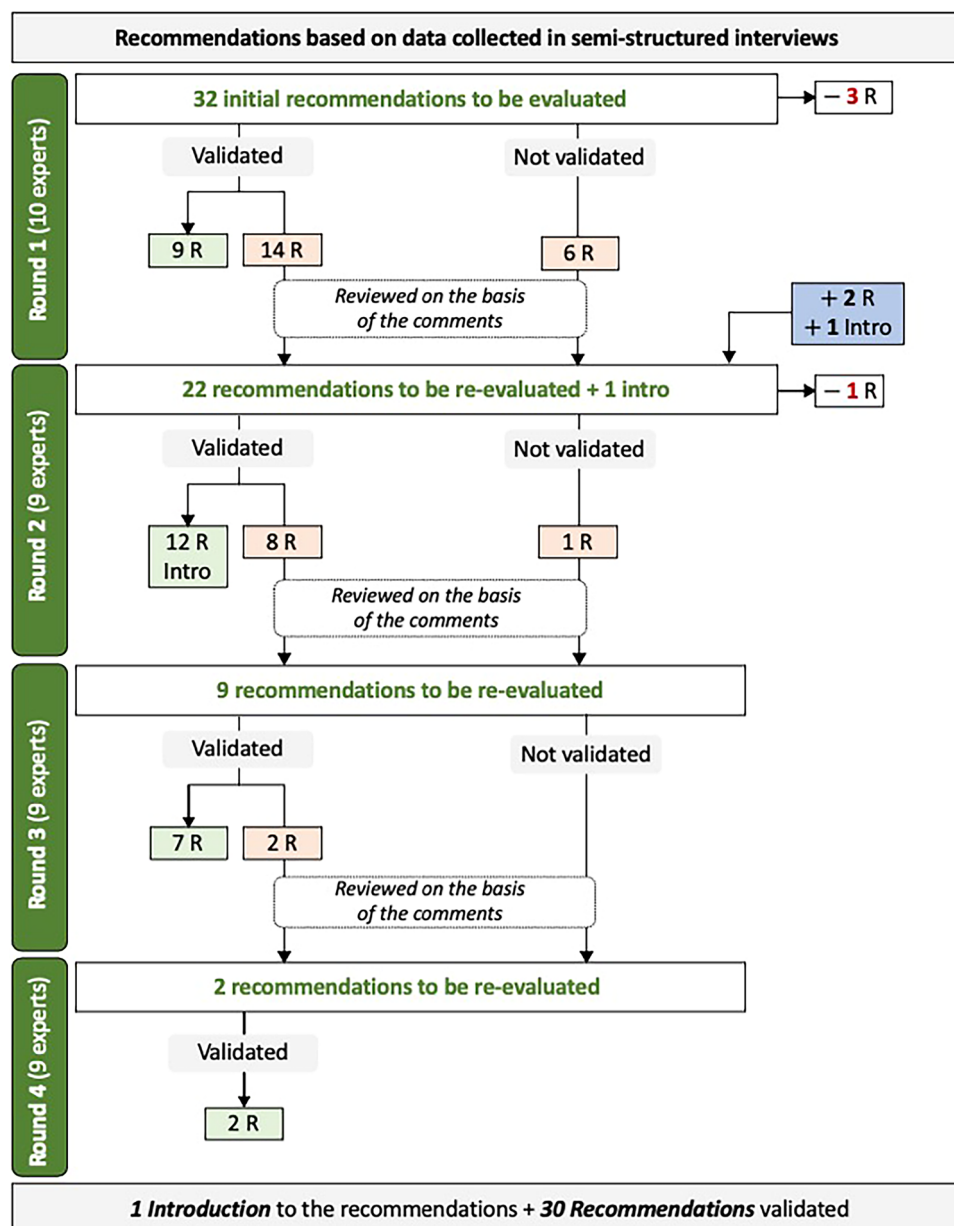 Recommendations based on data collected in semi-structured interviews
Round 1 (10 experts)
32 initial recommendations to be evaluated
− 3 R
Validated
Not validated
9 R
14 R
6 R
Reviewed on the basis
of the comments
+ 2 R
+ 1 Intro
Round 2 (9 experts)
22 recommendations to be re-evaluated + 1 intro
− 1 R
Validated
Not validated
12 R
Intro
8 R
1 R
Reviewed on the basis
of the comments
Round 3 (9 experts)
9 recommendations to be re-evaluated
Validated
Not validated
7 R
2 R
Reviewed on the basis
of the comments
Round 4 (9 experts)
2 recommendations to be re-evaluated
Validated
2 R
1 Introduction to the recommendations + 30 Recommendations validated